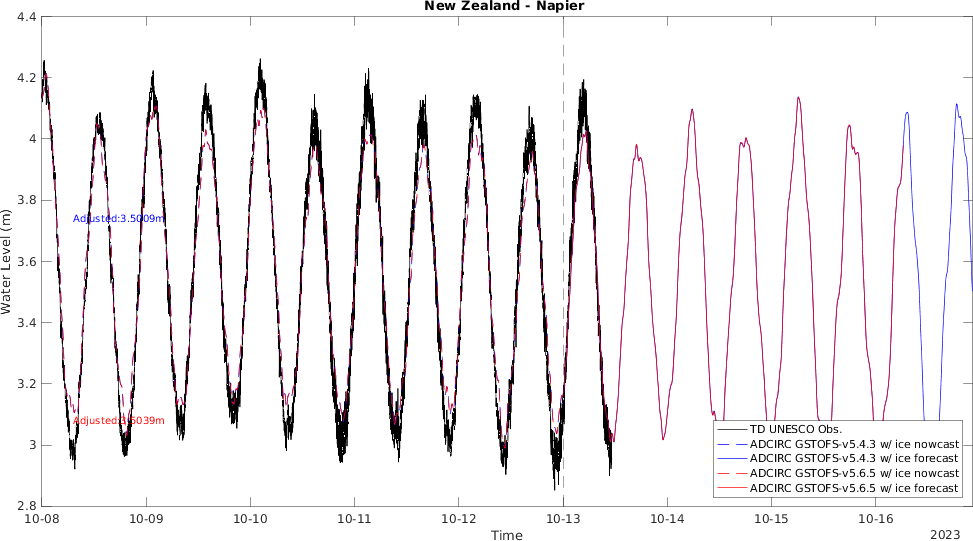 New Zealand - Napier
4.4
4.2
4
3.8
3.6
3.4
3.2
3
2.8
Water Level (m)
Adjusted:3.5009m
Adjusted:3.5039m
TD UNESCO Obs.
ADCIRC GSTOFS-v5.4.3 w/ ice nowcast
ADCIRC GSTOFS-v5.4.3 w/ ice forecast
ADCIRC GSTOFS-v5.6.5 w/ ice nowcast
ADCIRC GSTOFS-v5.6.5 w/ ice forecast
10-08 10-09 10-10 10-11 10-12 10-13 10-14 10-15 10-16
Time
2023